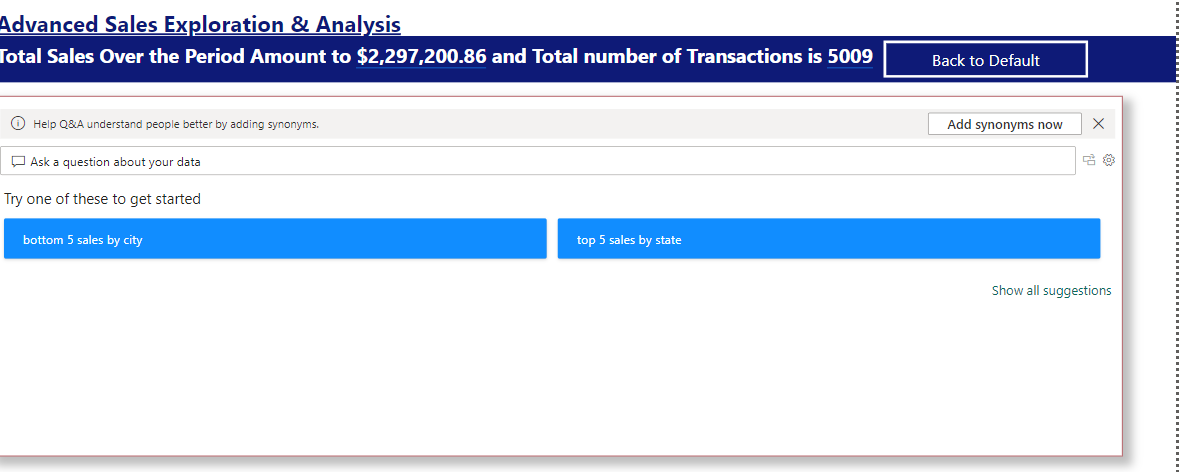 Advanced Sales Exploration & Analysis
Total Sales Over the Period Amount to $2,297,200.86 and Total number of Transactions is 5009
Back to Default
Help Q&A understand people better by adding synonyms.
Add synonyms now
Ask a question about your data
Try one of these to get started
bottom 5 sales by city
top 5 sales by state
Show all suggestions